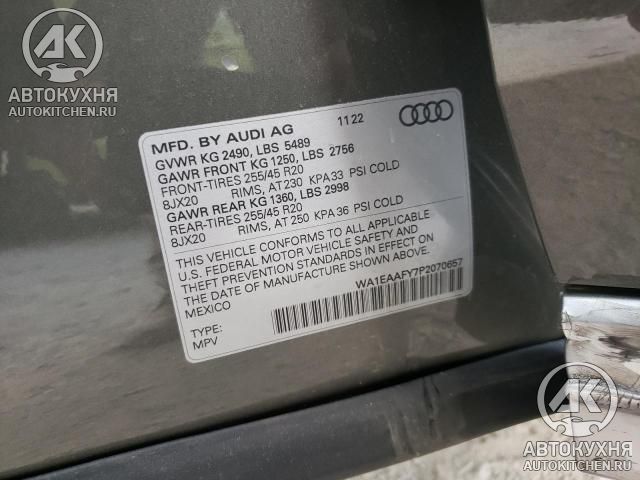 AK
АВТОКУХНЯ
AUTOKITCHEN.RU
MFD. BY AUDI AG 11 22
GVWR KG 2490, LBS 5489
GAWR FRONT KG 1250, LBS 2756
FRONT-TIRES 255/45 R20
8JX20 RIMS, AT 230 KPA 33 PSI COLD
GAWR REAR KG 1360, LBS 2998
REAR-TIRES 255/45 R20
8JX20 RIMS, AT 250 KPA 36 PSI COLD
THIS VEHICLE CONFORMS TO ALL APPLICABLE
U.S. FEDERAL MOTOR VEHICLE SAFETY AND
THEFT PREVENTION STANDARDS IN EFFECT ON
THE DATE OF MANUFACTURE SHOWN ABOVE.
MEXICO
WA1EAAFY7P2070657
TYPE:
MPV
AK
АВТОКУХНЯ
AUTOKITCHEN.RU